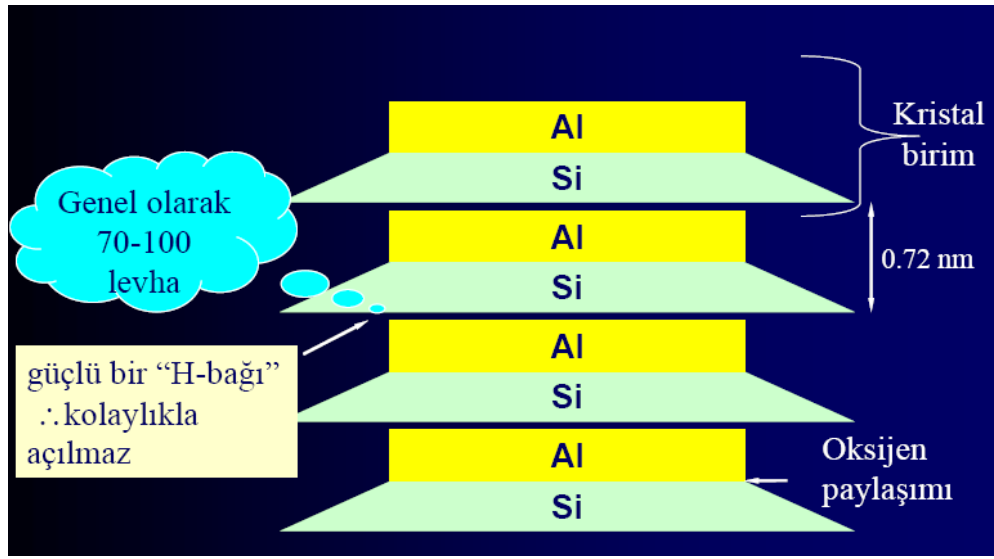 Al
Si
Kristal
birim
Genel olarak
70-100
levha
Al
Si
0.72 nm
güçlü bir “H-bağı”
∴kolaylıkla
açılmaz
Al
Si
Al
Si
Oksijen
paylaşımı